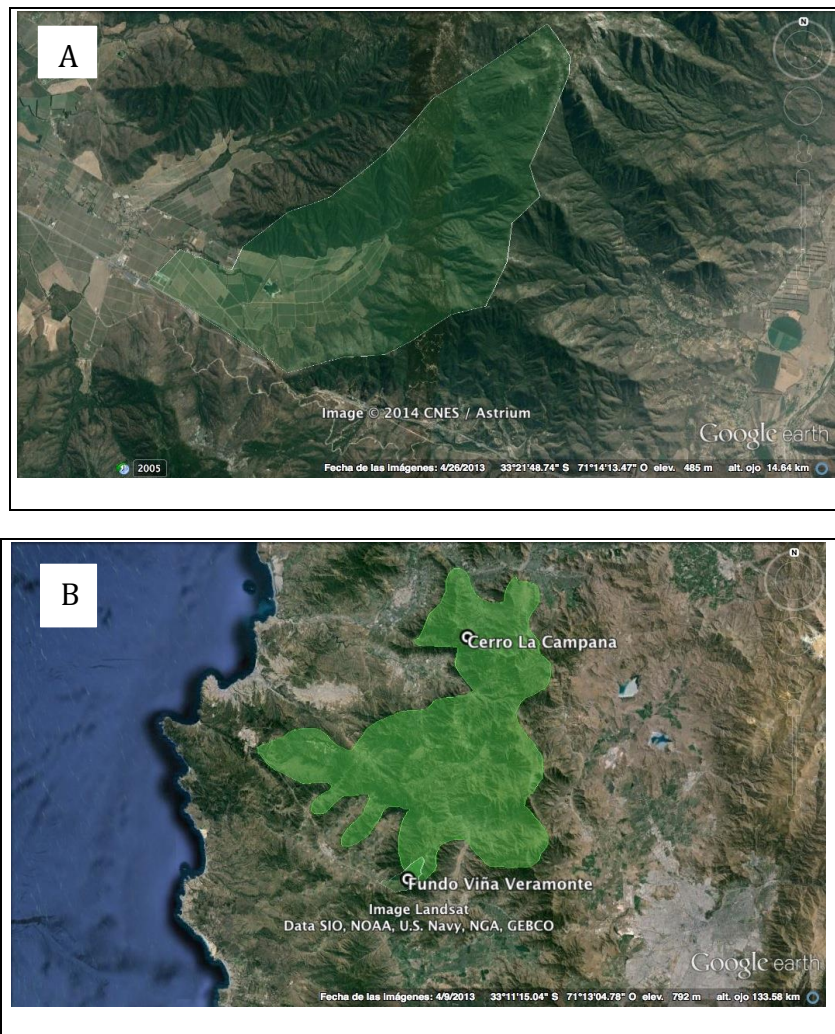 A
N
Image © 2014 CNES / Astrium
Google earth
2005
Fecha de las imágenes: 4/26/2013 33°21'48.74" S 71°14'13.47" O elev. 485 m alt. ojo 14.64 km
B
N
Cerro La Campana
Fundo Viña Veramonte
Image Landsat
Data SIO, NOAA, U.S. Navy, NGA, GEBCO
Google earth
Fecha de las imágenes: 4/9/2013 33°11'15.04" S 71°13'04.78" O elev. 792 m alt. ojo 133.58 km